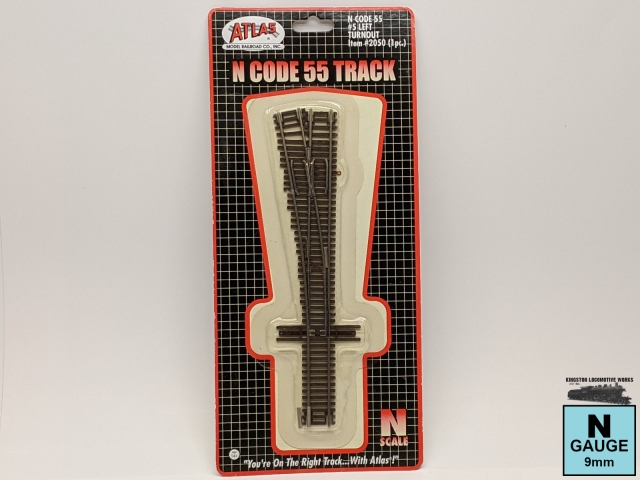 ATLAS
MODEL RAILROAD CO., INC.
N CODE 55
#5 LEFT
TURNOUT
Item #2050 (1pc.)
N CODE 55 TRACK
N
SCALE
"You're On The Right Track...With Atlas!"
KINGSTON LOCOMOTIVE WORKS
N
GAUGE
9mm